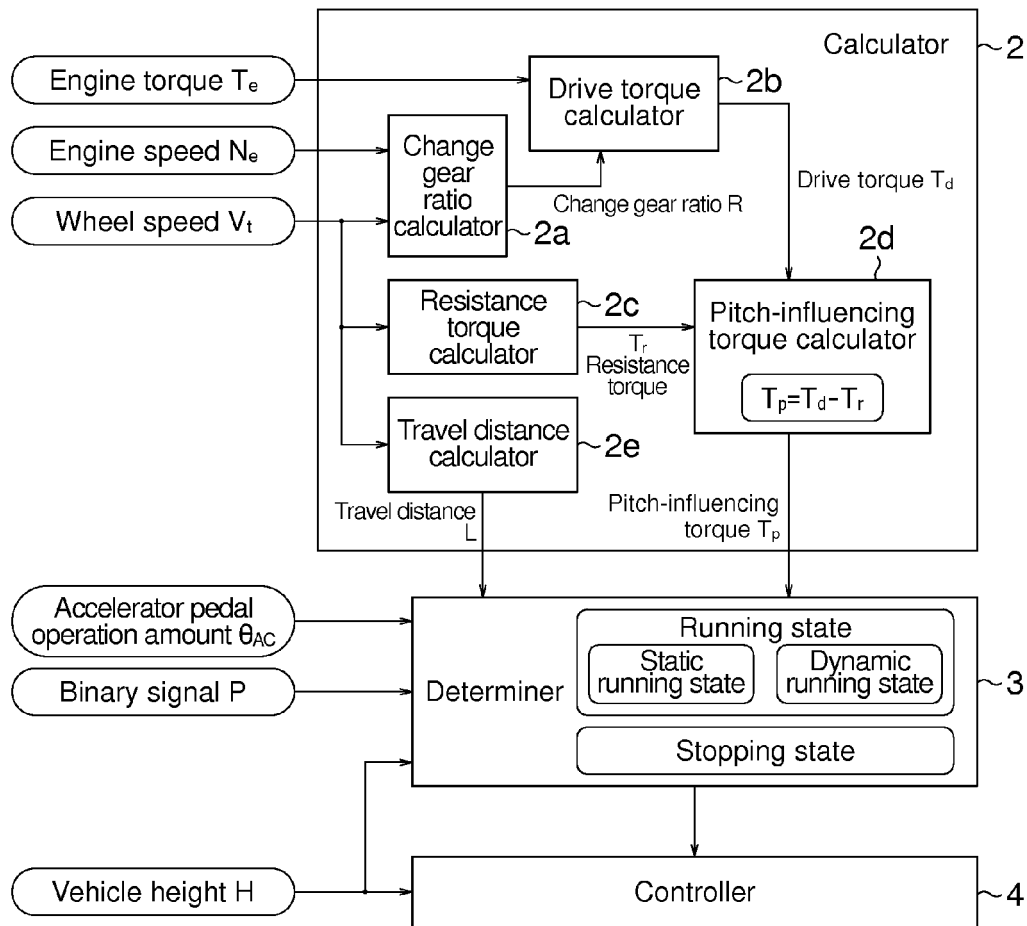 Calculator
2
Engine torque Te
Drive torque
calculator
2b
Engine speed Ne
Change
gear
ratio
calculator
2a
Change gear ratio R
Drive torque Td
Wheel speed Vt
Resistance
torque
calculator
2c
Tr
Resistance
torque
2d
Pitch-influencing
torque calculator
Tp=Td-Tr
Travel distance
calculator
2e
Travel distance
L
Pitch-influencing
torque Tp
Accelerator pedal
operation amount θAC
Binary signal P
Determiner
Running state
Static
running state
Dynamic
running state
Stopping state
3
Vehicle height H
Controller
4